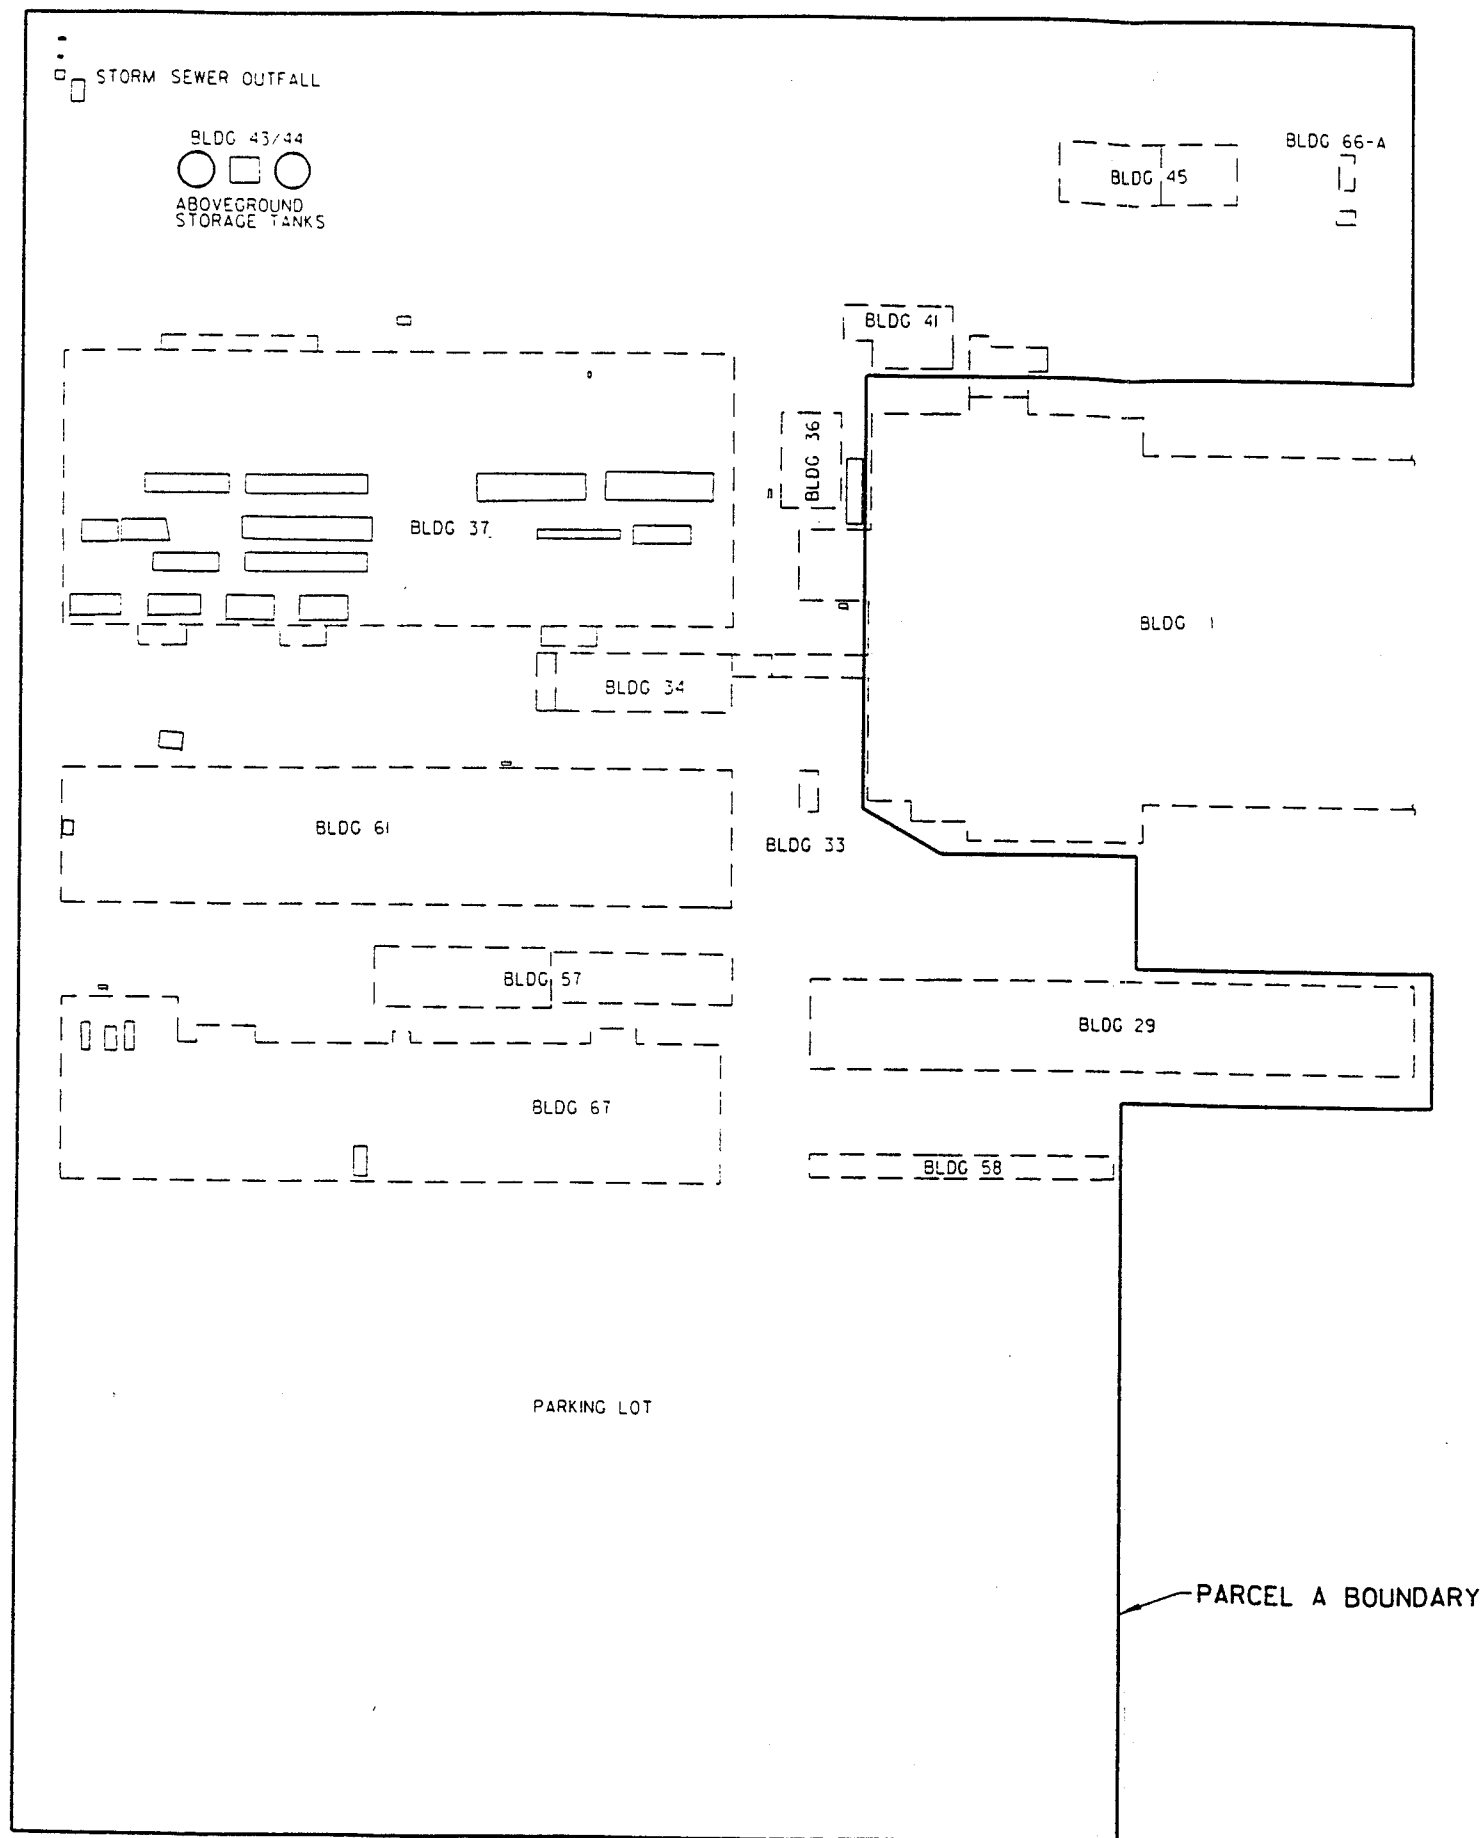 STORM SEWER OUTFALL
BLDG 43/44
ABOVEGROUND
STORAGE TANKS
BLDG 45
BLDG 66-A
BLDG 41
BLDG 36
BLDG 37
BLDG 1
BLDG 34
BLDG 61
BLDG 33
BLDG 57
BLDG 29
BLDG 67
BLDG 58
PARKING LOT
PARCEL A BOUNDARY